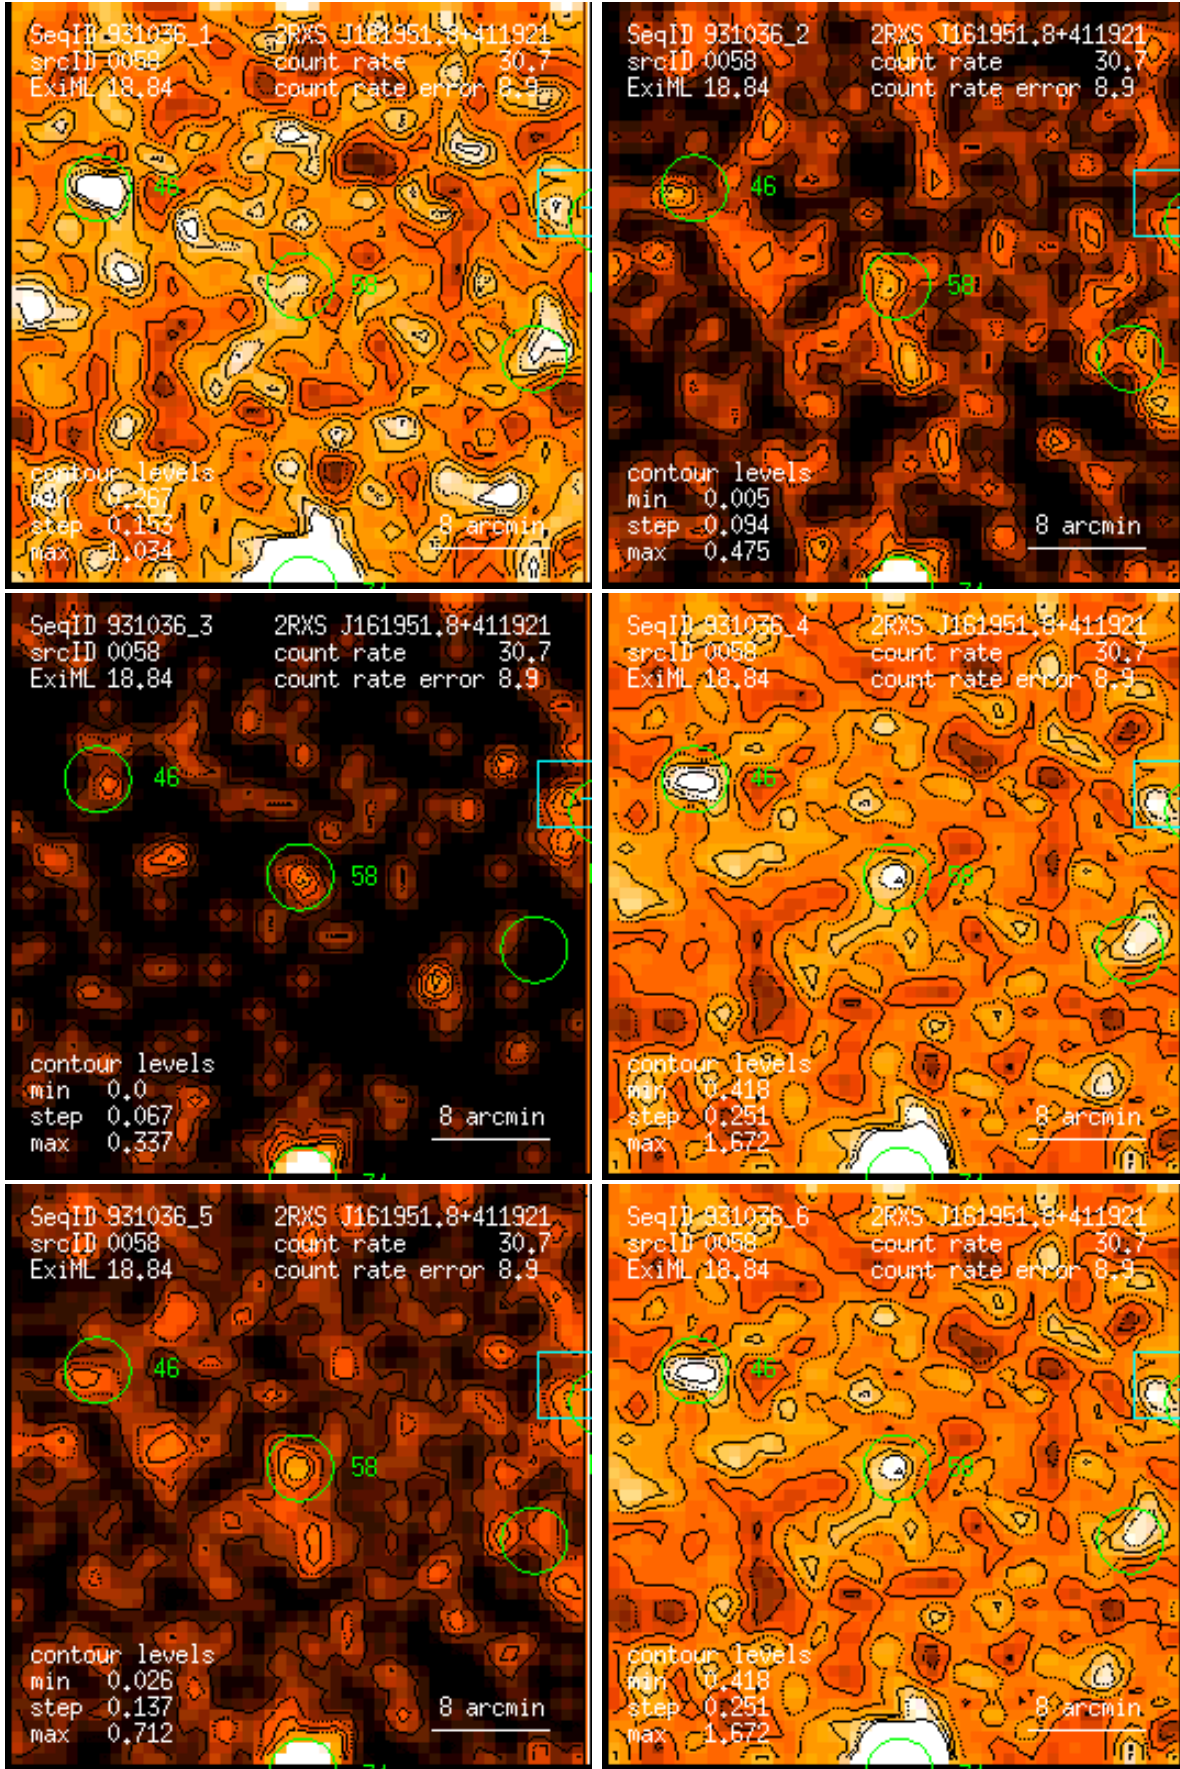 SeqID 931036_1 2RXS J161951.8+411921
srcID 0058 count rate 30.7
ExiML 18.84 count rate error 8.9
46
58
contour levels
min 0.267
step 0.153
max 1.034
8 arcmin
SeqID 931036_2 2RXS J161951.8+411921
srcID 0058 count rate 30.7
ExiML 18.84 count rate error 8.9
46
58
contour levels
min 0.005
step 0.094
max 0.475
8 arcmin
SeqID 931036_3 2RXS J161951.8+411921
srcID 0058 count rate 30.7
ExiML 18.84 count rate error 8.9
46
58
contour levels
min 0.0
step 0.067
max 0.337
8 arcmin
SeqID 931036_4 2RXS J161951.8+411921
srcID 0058 count rate 30.7
ExiML 18.84 count rate error 8.9
46
58
contour levels
min 0.418
step 0.251
max 1.672
8 arcmin
SeqID 931036_5 2RXS J161951.8+411921
srcID 0058 count rate 30.7
ExiML 18.84 count rate error 8.9
46
58
contour levels
min 0.026
step 0.137
max 0.712
8 arcmin
SeqID 931036_6 2RXS J161951.8+411921
srcID 0058 count rate 30.7
ExiML 18.84 count rate error 8.9
46
58
contour levels
min 0.418
step 0.251
max 1.672
8 arcmin